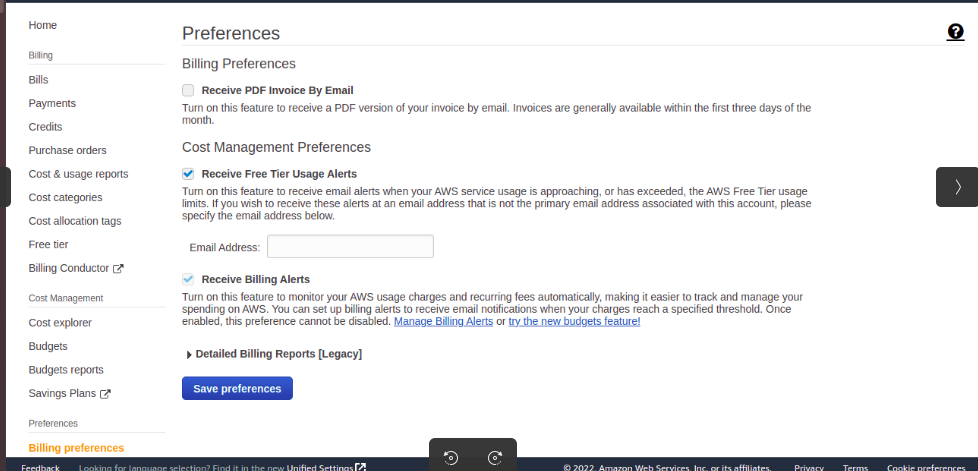 Home
Billing
Bills
Payments
Credits
Purchase orders
Cost & usage reports
Cost categories
Cost allocation tags
Free tier
Billing Conductor
Cost Management
Cost explorer
Budgets
Budgets reports
Savings Plans
Preferences
Billing preferences
Preferences
?
Billing Preferences
Receive PDF Invoice By Email
Turn on this feature to receive a PDF version of your invoice by email. Invoices are generally available within the first three days of the
month.
Cost Management Preferences
Receive Free Tier Usage Alerts
Turn on this feature to receive email alerts when your AWS service usage is approaching, or has exceeded, the AWS Free Tier usage
limits. If you wish to receive these alerts at an email address that is not the primary email address associated with this account, please
specify the email address below.
Email Address:
Receive Billing Alerts
Turn on this feature to monitor your AWS usage charges and recurring fees automatically, making it easier to track and manage your
spending on AWS. You can set up billing alerts to receive email notifications when your charges reach a specified threshold. Once
enabled, this preference cannot be disabled. Manage Billing Alerts or try the new budgets feature!
Detailed Billing Reports [Legacy]
Save preferences
Feedback Looking for language selection? Find it in the new Unified Settings © 2022, Amazon Web Services, Inc. or its affiliates. Privacy Terms Cookie preferences